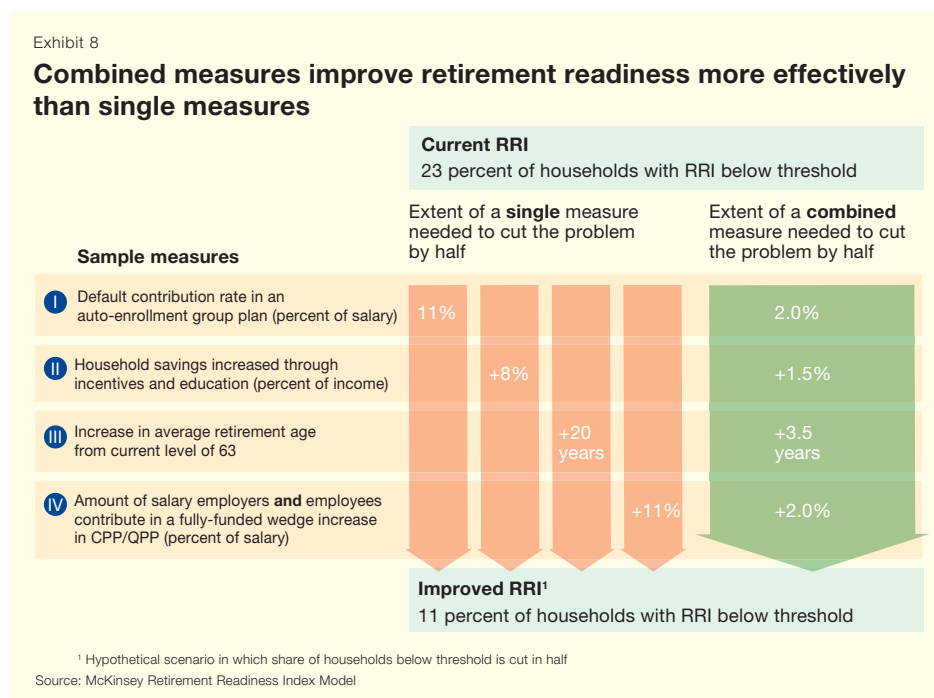 Exhibit 8
Combined measures improve retirement readiness more effectively
than single measures
Current RRI
23 percent of households with RRI below threshold
Sample measures
Extent of a single measure
needed to cut the problem
by half
Extent of a combined
measure needed to cut
the problem by half
I
Default contribution rate in an
auto-enrollment group plan (percent of salary)
11%
2.0%
II
Household savings increased through
incentives and education (percent of income)
+8%
+1.5%
III
Increase in average retirement age
from current level of 63
+20
years
+3.5
years
IV
Amount of salary employers and employees
contribute in a fully-funded wedge increase
in CPP/QPP (percent of salary)
+11%
+2.0%
Improved RRI¹
11 percent of households with RRI below threshold
¹ Hypothetical scenario in which share of households below threshold is cut in half
Source: McKinsey Retirement Readiness Index Model